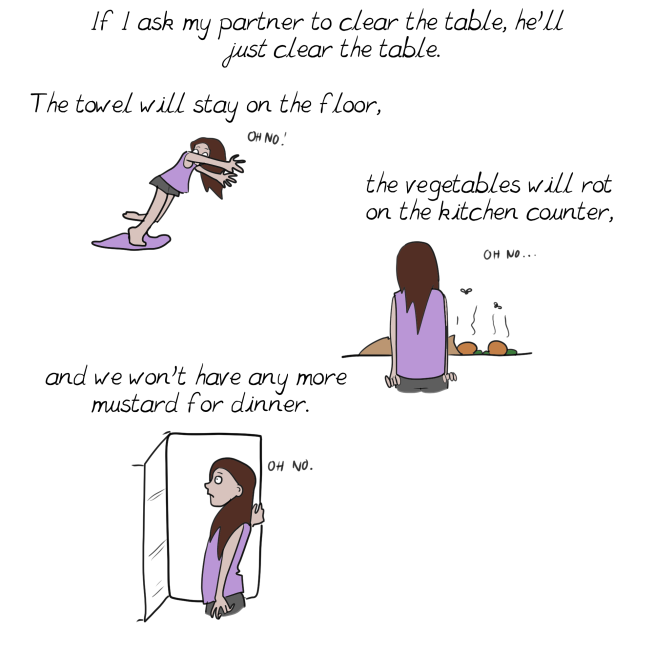 If I ask my partner to clear the table, he'll
just clear the table.
The towel will stay on the floor,
OH NO!
the vegetables will rot
on the kitchen counter,
OH NO...
and we won't have any more
mustard for dinner.
OH NO.